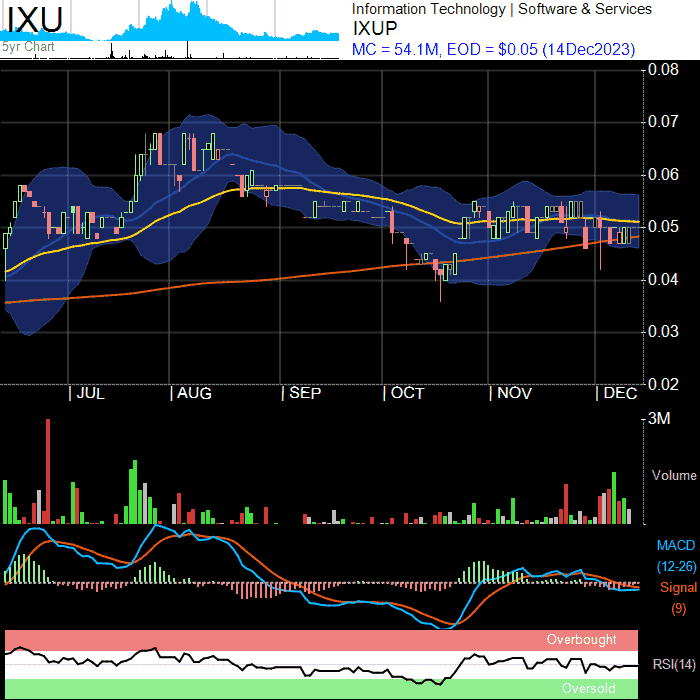 IXU
5yr Chart
Information Technology | Software & Services
IXUP
MC = 54.1M, EOD = $0.05 (14Dec2023)
0.08
0.07
0.06
0.05
0.04
0.03
0.02
JUL
AUG
SEP
OCT
NOV
DEC
3M
Volume
MACD
(12-26)
Signal
(9)
Overbought
RSI(14)
Oversold